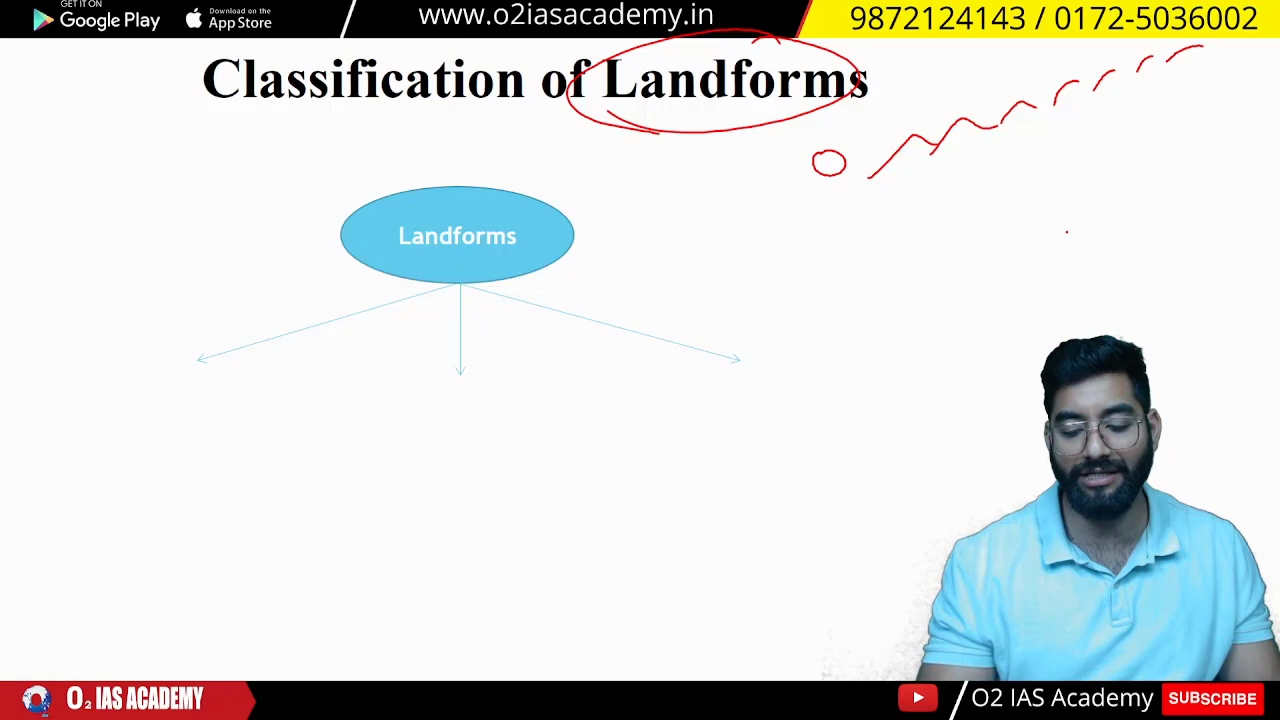 GET IT ON
Google Play
Download on the
App Store
www.o2iasacademy.in
9872124143 / 0172-5036002
Classification of Landforms
Landforms
O2 IAS ACADEMY
O2 IAS Academy
SUBSCRIBE